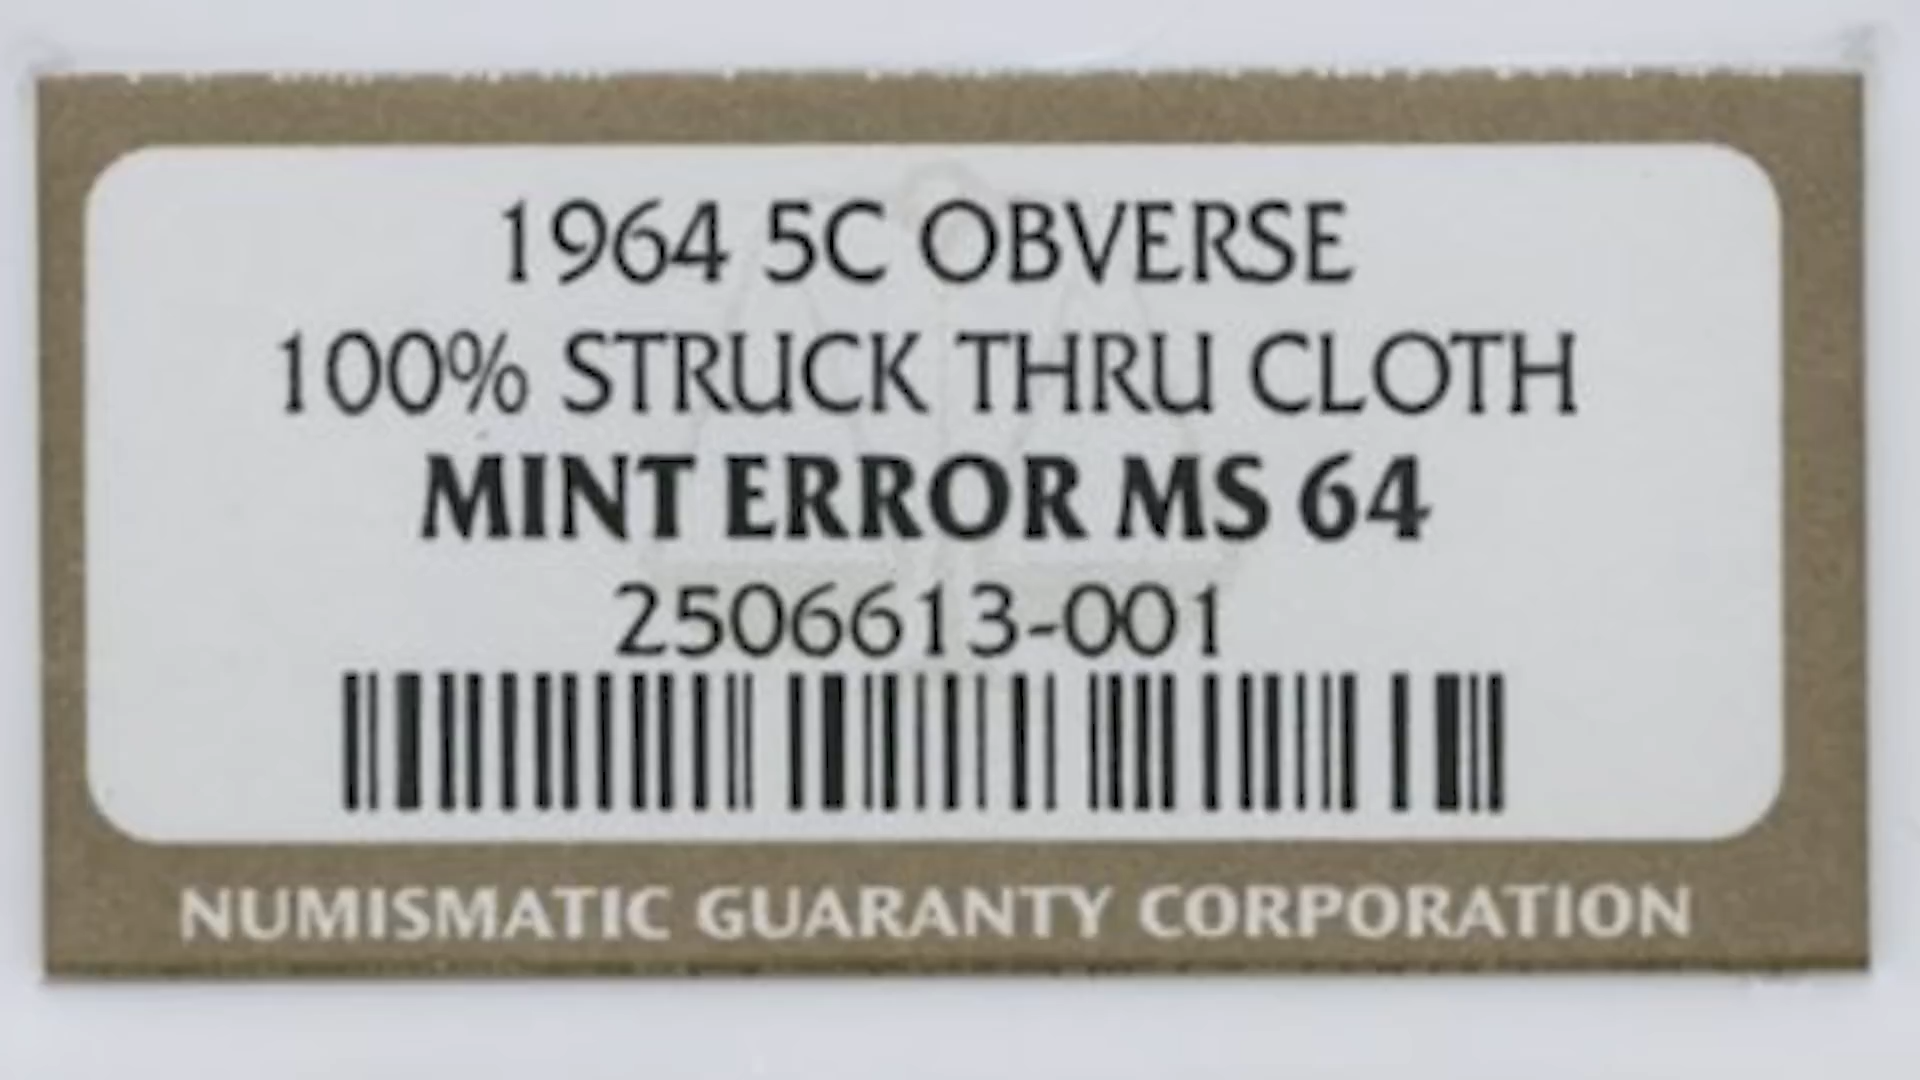 1964 5C OBVERSE
100% STRUCK THRU CLOTH
MINT ERROR MS 64
2506613-001
NUMISMATIC GUARANTY CORPORATION